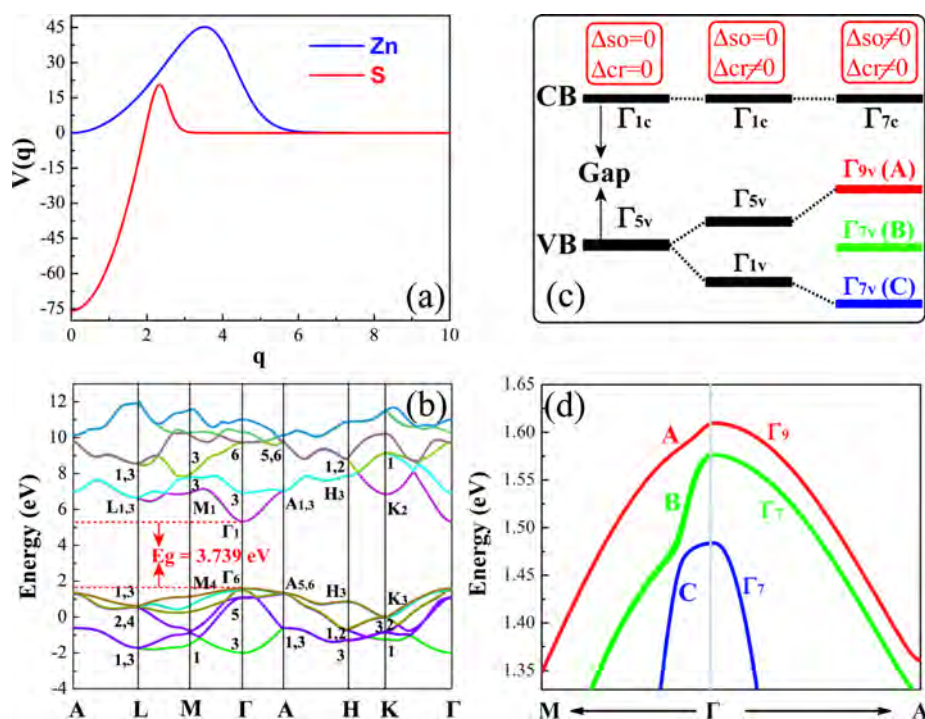 45
30
15
0
-15
-30
-45
-60
-75
V(q)
Zn
S
(a)
0 2 4 6 8 10
q
Δso=0
Δcr=0
Δso=0
Δcr≠0
Δso≠0
Δcr≠0
CB
Γ1c
Γ1c
Γ7c
Gap
Γ5v
VB
Γ5v
Γ1v
Γ9v (A)
Γ7v (B)
Γ7v (C)
(c)
12
10
8
6
4
2
0
-2
-4
Energy (eV)
(b)
1,3
3
6
5,6
1,2
1
L1,3
3
M1
3
A1,3
H3
K2
Γ1
Eg = 3.739 eV
1,3
M4
Γ6
A5,6
H3
K3
2,4
5
1,2
3,2
1,3
1
3
1,3
3
1
A L M Γ A H K Γ
1.65
1.60
1.55
1.50
1.45
1.40
1.35
Energy (eV)
(d)
A
Γ9
B
Γ7
C
Γ7
M Γ A